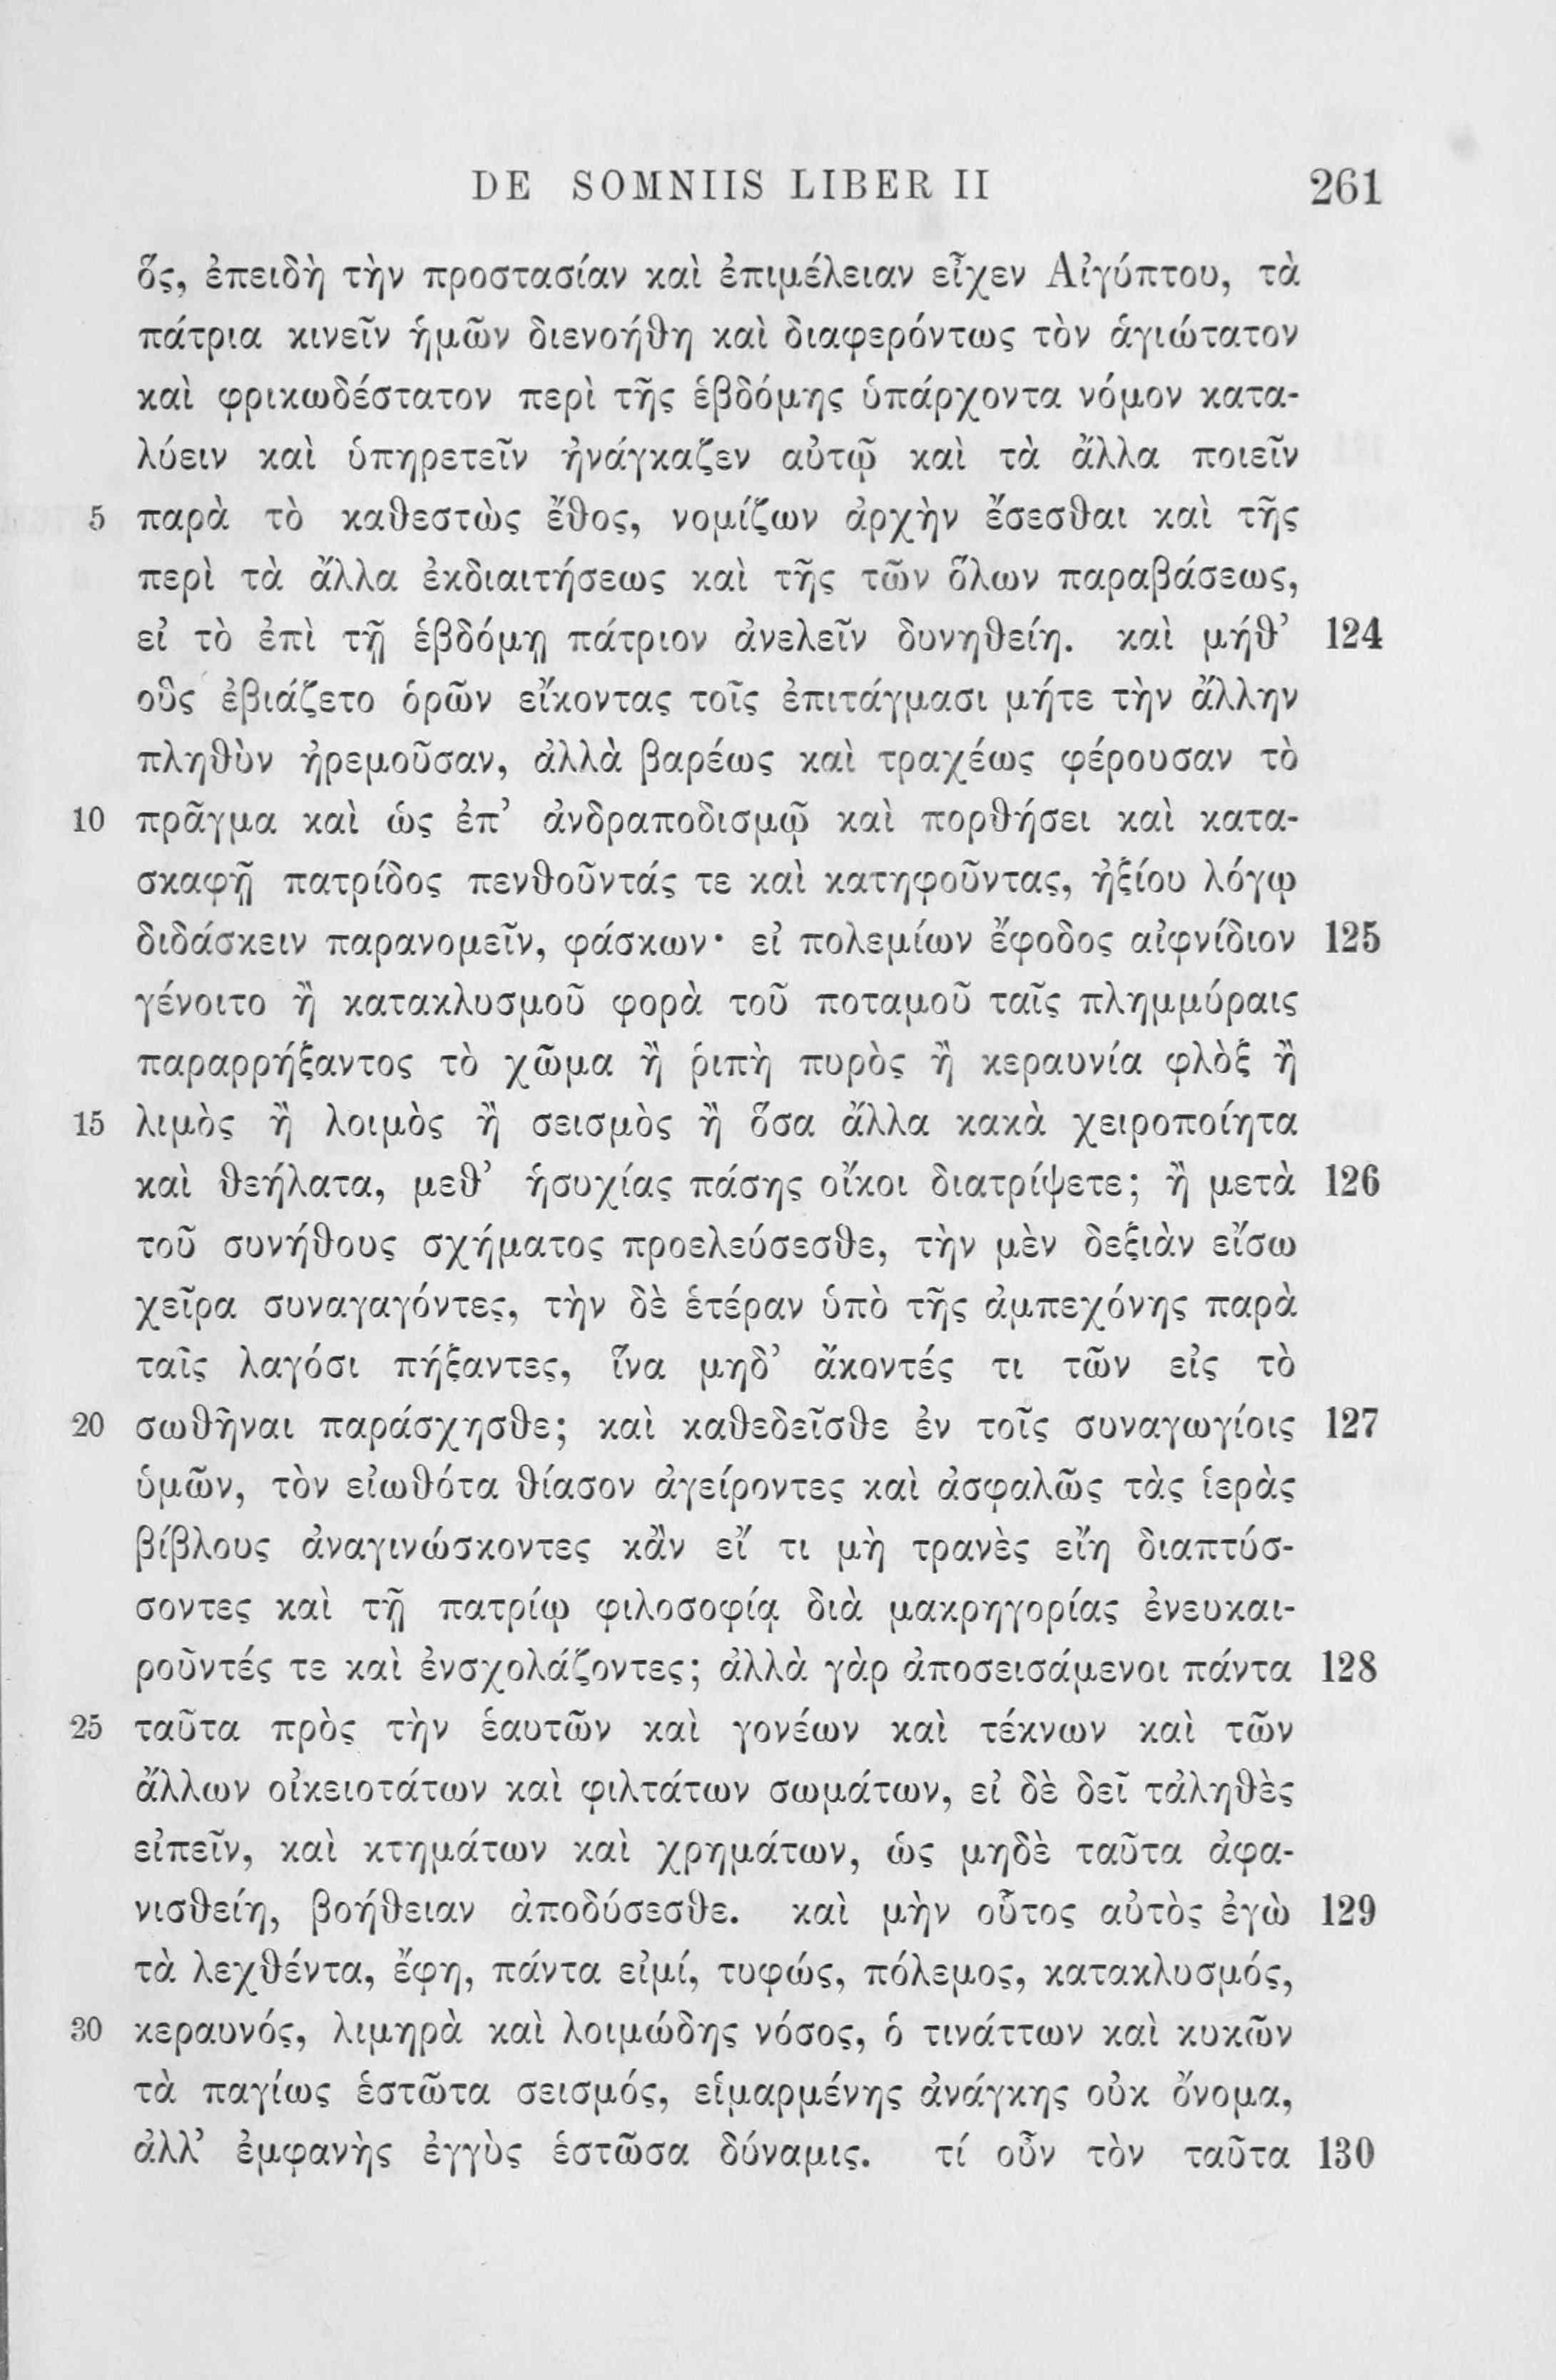 DE SOMNIIS LIBER II 261
ὅς, ἐπειδὴ τὴν προστασίαν καὶ ἐπιμέλειαν εἶχεν Αἰγύπτου, τὰ
πάτρια κινεῖν ἡμῶν διενοήθη καὶ διαφερόντως τὸν ἁγιώτατον
καὶ φρικωδέστατον περὶ τῆς ἑβδόμης ὑπάρχοντα νόμον κατα-
λύειν καὶ ὑπηρετεῖν ἠνάγκαζεν αὐτῷ καὶ τὰ ἄλλα ποιεῖν
5 παρὰ τὸ καθεστὼς ἔθος, νομίζων ἀρχὴν ἔσεσθαι καὶ τῆς
περὶ τὰ ἄλλα ἐκδιαιτήσεως καὶ τῆς τῶν ὅλων παραβάσεως,
εἰ τὸ ἐπὶ τῇ ἑβδόμῃ πάτριον ἀνελεῖν δυνηθείη. καὶ μήθ’ 124
οὓς ἐβιάζετο ὁρῶν εἴκοντας τοῖς ἐπιτάγμασι μήτε τὴν ἄλλην
πληθὺν ἠρεμοῦσαν, ἀλλὰ βαρέως καὶ τραχέως φέρουσαν τὸ
10 πρᾶγμα καὶ ὡς ἐπ’ ἀνδραποδισμῷ καὶ πορθήσει καὶ κατα-
σκαφῇ πατρίδος πενθοῦντάς τε καὶ κατηφοῦντας, ἠξίου λόγῳ
διδάσκειν παρανομεῖν, φάσκων· εἰ πολεμίων ἔφοδος αἰφνίδιον 125
γένοιτο ἢ κατακλυσμοῦ φορὰ τοῦ ποταμοῦ ταῖς πλημμύραις
παραρρήξαντος τὸ χῶμα ἢ ῥιπὴ πυρὸς ἢ κεραυνία φλὸξ ἢ
15 λιμὸς ἢ λοιμὸς ἢ σεισμὸς ἢ ὅσα ἄλλα κακὰ χειροποίητα
καὶ θεήλατα, μεθ’ ἡσυχίας πάσης οἴκοι διατρίψετε; ἢ μετὰ 126
τοῦ συνήθους σχήματος προελεύσεσθε, τὴν μὲν δεξιὰν εἴσω
χεῖρα συναγαγόντες, τὴν δὲ ἑτέραν ὑπὸ τῆς ἀμπεχόνης παρὰ
ταῖς λαγόσι πήξαντες, ἵνα μηδ’ ἄκοντές τι τῶν εἰς τὸ
20 σωθῆναι παράσχησθε; καὶ καθεδεῖσθε ἐν τοῖς συναγωγίοις 127
ὑμῶν, τὸν εἰωθότα θίασον ἀγείροντες καὶ ἀσφαλῶς τὰς ἱερὰς
βίβλους ἀναγινώσκοντες κἂν εἴ τι μὴ τρανὲς εἴη διαπτύσ-
σοντες καὶ τῇ πατρίῳ φιλοσοφίᾳ διὰ μακρηγορίας ἐνευκαι-
ροῦντές τε καὶ ἐνσχολάζοντες; ἀλλὰ γὰρ ἀποσεισάμενοι πάντα 128
25 ταῦτα πρὸς τὴν ἑαυτῶν καὶ γονέων καὶ τέκνων καὶ τῶν
ἄλλων οἰκειοτάτων καὶ φιλτάτων σωμάτων, εἰ δὲ δεῖ τἀληθὲς
εἰπεῖν, καὶ κτημάτων καὶ χρημάτων, ὡς μηδὲ ταῦτα ἀφα-
νισθείη, βοήθειαν ἀποδύσεσθε. καὶ μὴν οὗτος αὐτὸς ἐγὼ 129
τὰ λεχθέντα, ἔφη, πάντα εἰμί, τυφώς, πόλεμος, κατακλυσμός,
30 κεραυνός, λιμηρὰ καὶ λοιμώδης νόσος, ὁ τινάττων καὶ κυκῶν
τὰ παγίως ἑστῶτα σεισμός, εἱμαρμένης ἀνάγκης οὐκ ὄνομα,
ἀλλ’ ἐμφανὴς ἐγγὺς ἑστῶσα δύναμις. τί οὖν τὸν ταῦτα 130